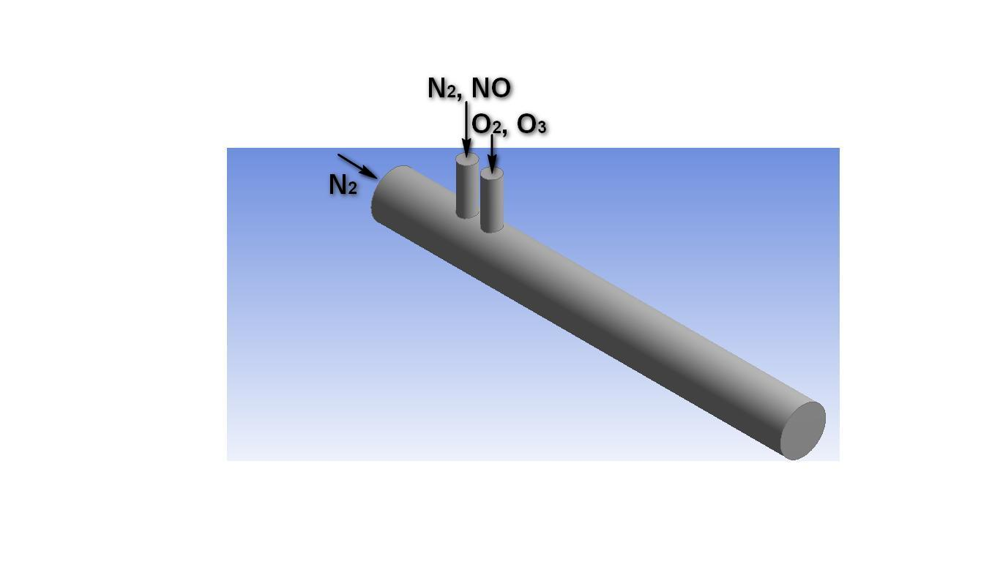 N2, NO
O2, O3
N2